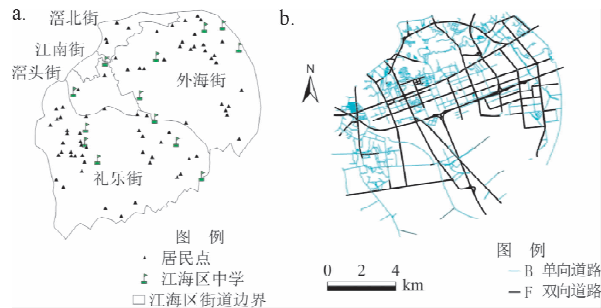 a.
滘北街
江南街
滘头街
外海街
礼乐街
图 例
居民点
江海区中学
江海区街道边界
b.
N
0 2 4
km
图 例
B 单向道路
F 双向道路